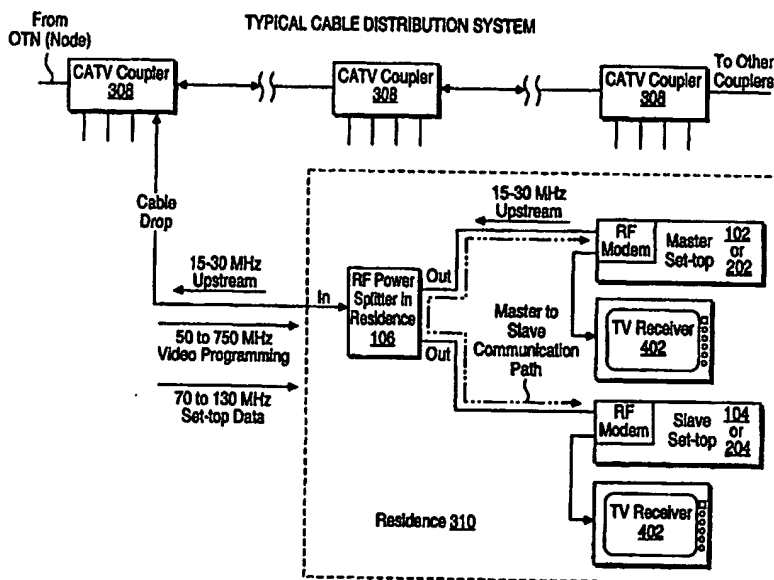 TYPICAL CABLE DISTRIBUTION SYSTEM
From
OTN (Node)
CATV Coupler
308
CATV Coupler
308
CATV Coupler
308
To Other
Couplers
Cable
Drop
15-30 MHz
Upstream
50 to 750 MHz
Video Programming
70 to 130 MHz
Set-top Data
In
RF Power
Splitter in
Residence
106
Out
Out
15-30 MHz
Upstream
RF
Modem
Master
Set-top
102
or
202
TV Receiver
402
Master to
Slave
Communication
Path
RF
Modem
Slave
Set-top
104
or
204
TV Receiver
402
Residence 310